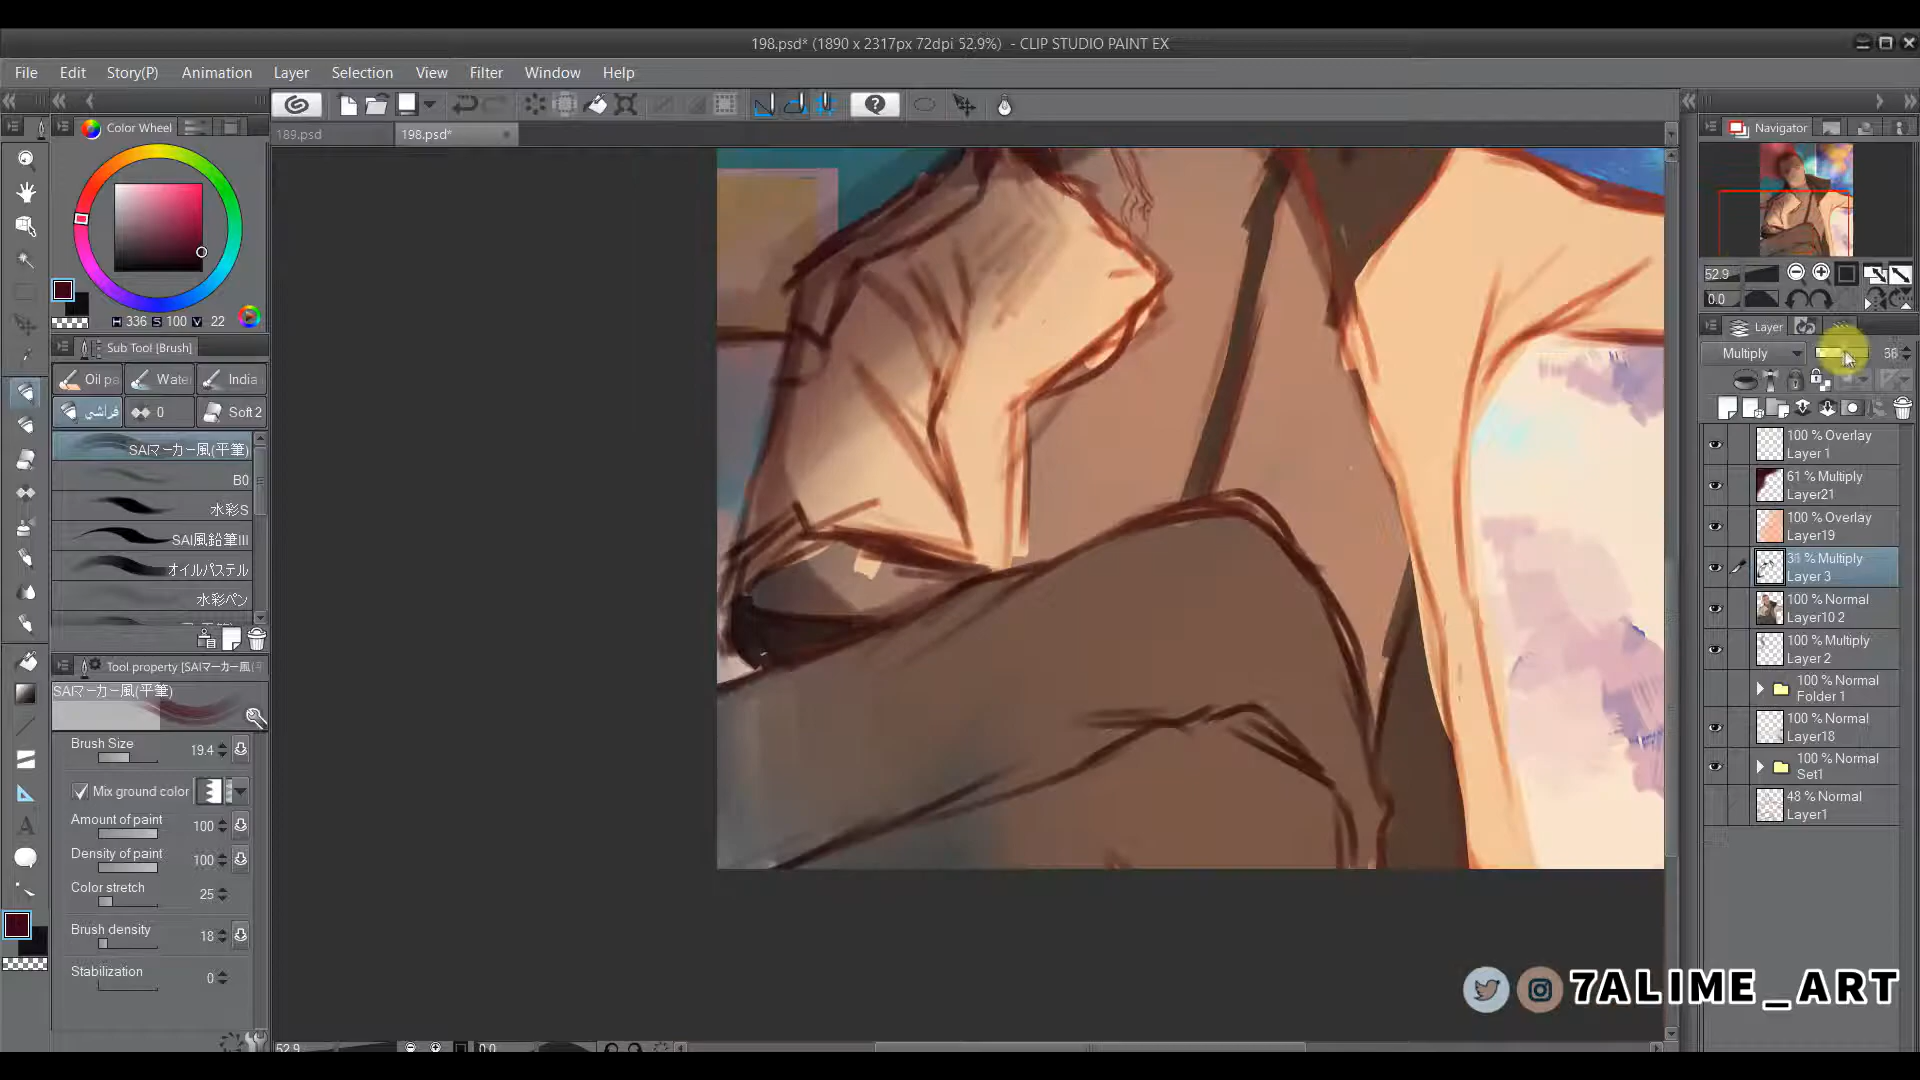 198.psd* (1890 x 2317px 72dpi 52.9%) - CLIP STUDIO PAINT EX
File Edit Story(P) Animation Layer Selection View Filter Window Help
Color Wheel
189.psd
198.psd*
Navigator
H 336 S 100 V 22
52.9
0.0
Sub Tool [Brush]
Layer
Oil pa
Wate
India
فراشي
0
Soft 2
Multiply
36
SAIマーカー風(平筆)
B0
水彩S
SAI風鉛筆III
オイルパステル
水彩ペン
100 % Overlay
Layer 1
61 % Multiply
Layer21
100 % Overlay
Layer19
31 % Multiply
Layer 3
100 % Normal
Layer10 2
100 % Multiply
Layer 2
100 % Normal
Folder 1
100 % Normal
Layer18
100 % Normal
Set1
48 % Normal
Layer1
Tool property [SAIマーカー風(平
SAIマーカー風(平筆)
Brush Size 19.4
Mix ground color
Amount of paint 100
Density of paint 100
Color stretch 25
Brush density 18
Stabilization 0
7ALIME_ART
52.9
0.0